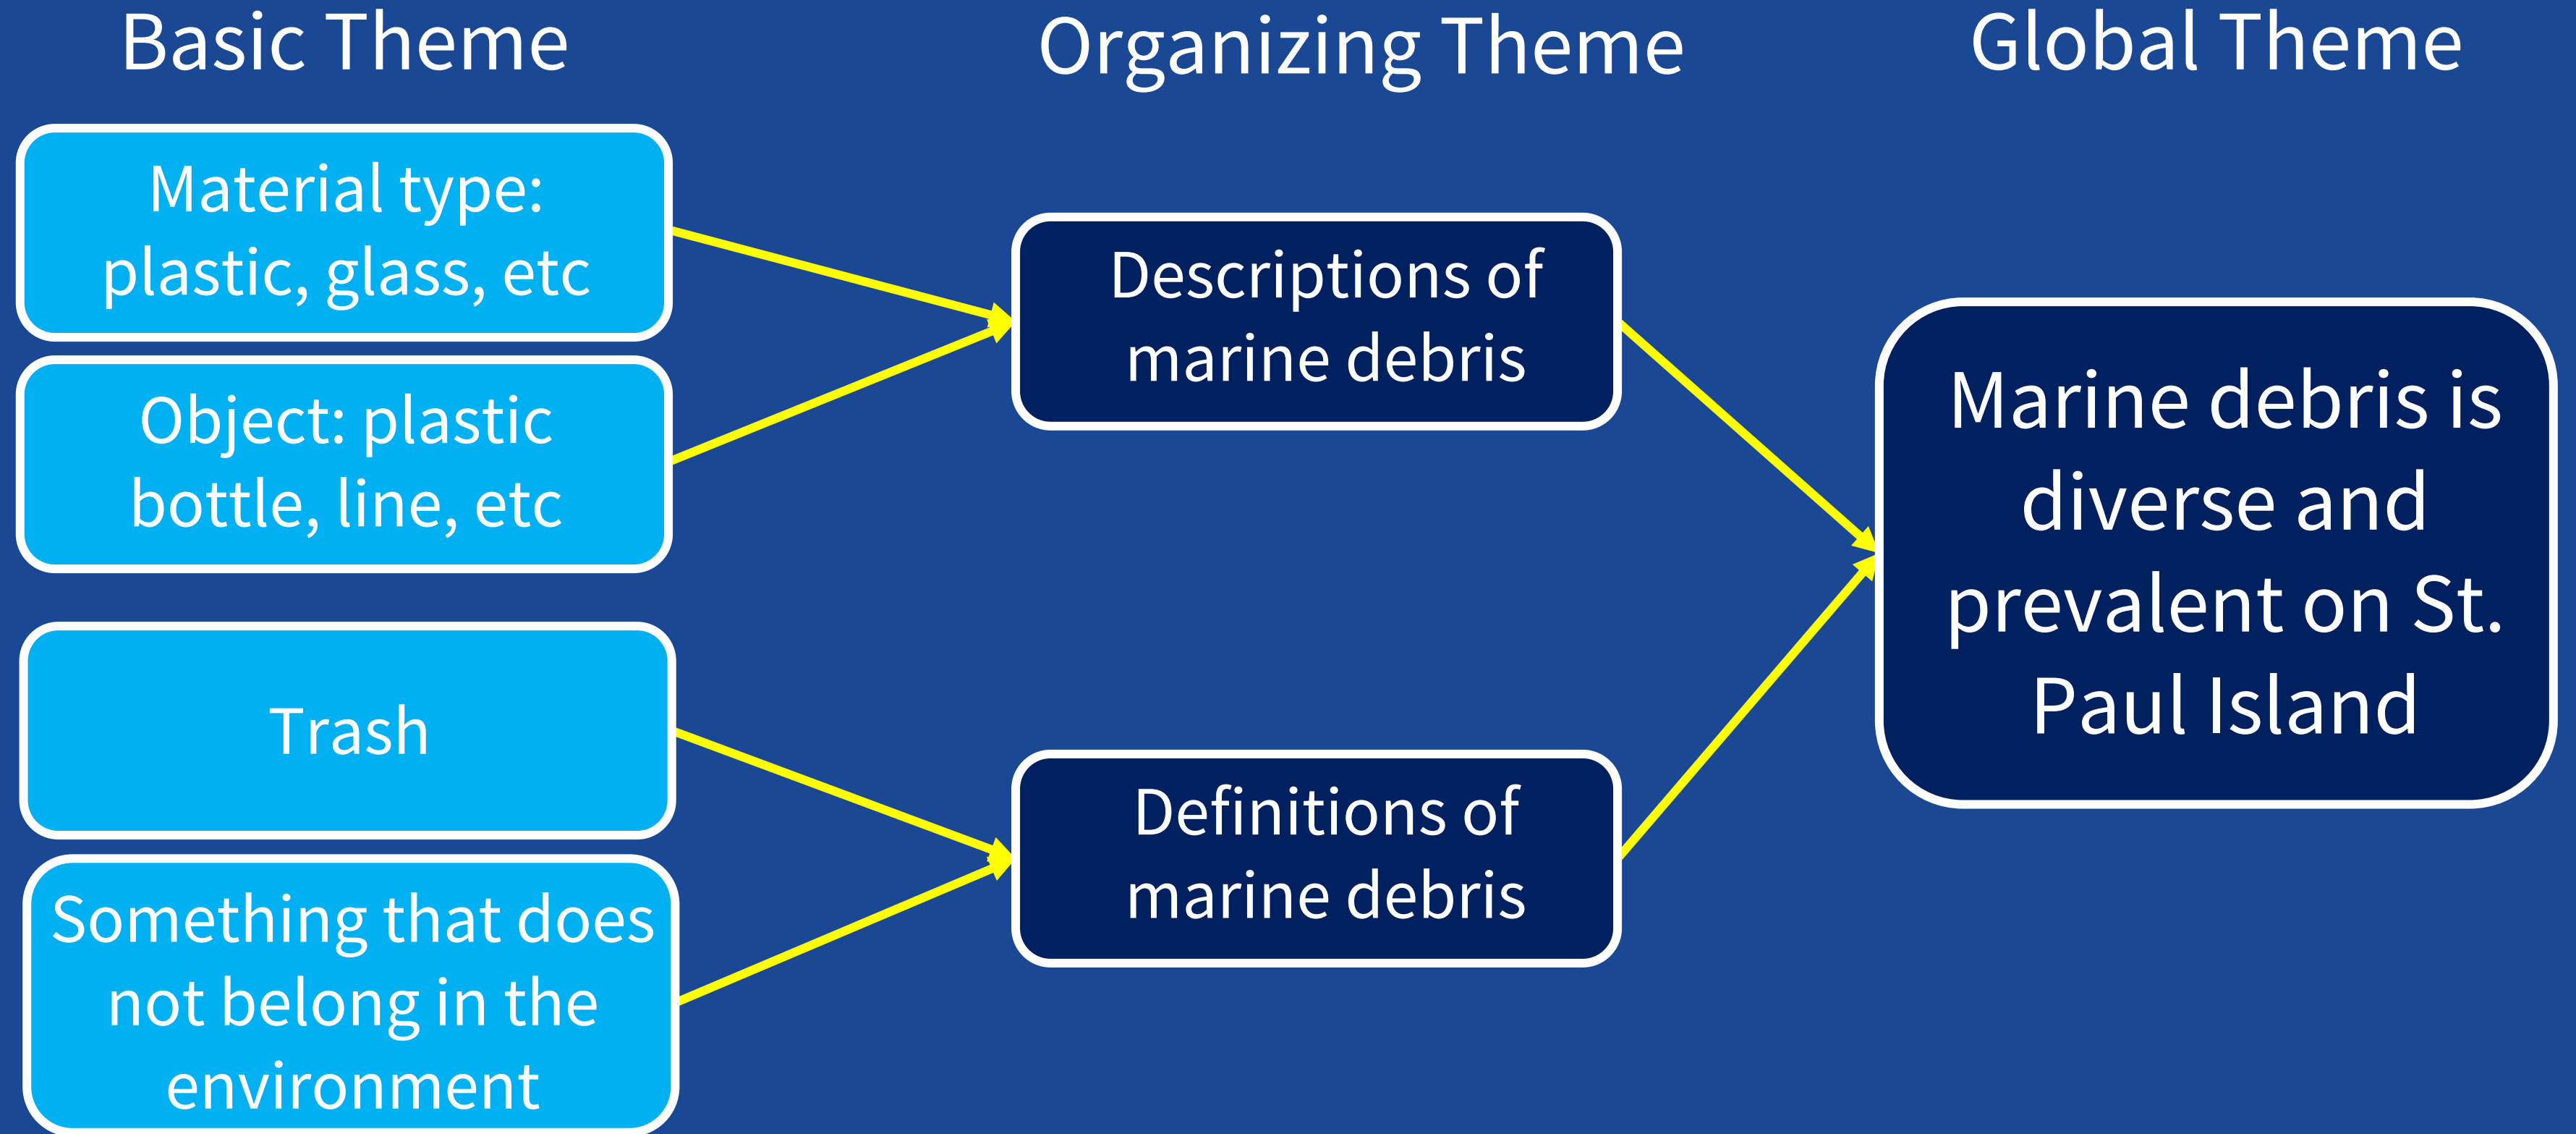 Basic Theme
Organizing Theme
Global Theme
Material type:
plastic, glass, etc
Object: plastic
bottle, line, etc
Trash
Something that does
not belong in the
environment
Descriptions of
marine debris
Definitions of
marine debris
Marine debris is
diverse and
prevalent on St.
Paul Island